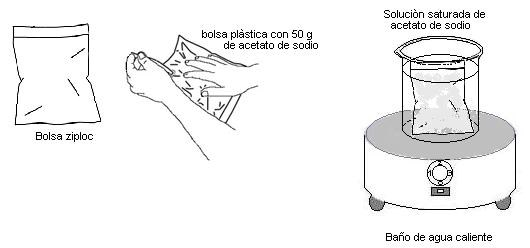 Bolsa ziploc
bolsa plàstica con 50 g
de acetato de sodio
Soluciòn saturada de
acetato de sodio
Baño de agua caliente